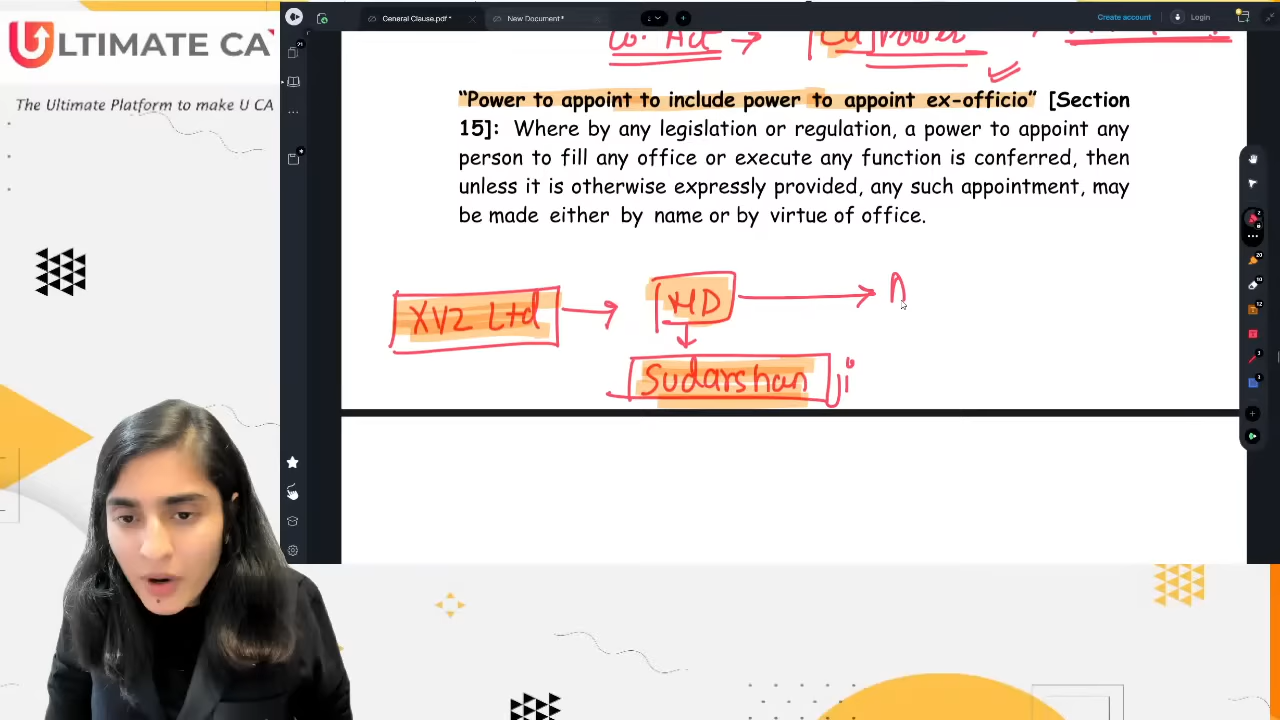 ULTIMATE CA
The Ultimate Platform to make U CA
General Clause.pdf *
New Document*
Create account
Login
Co. Act → Power
"Power to appoint to include power to appoint ex-officio" [Section
15]: Where by any legislation or regulation, a power to appoint any
person to fill any office or execute any function is conferred, then
unless it is otherwise expressly provided, any such appointment, may
be made either by name or by virtue of office.
XYZ Ltd → MD →
Sudarshan ji